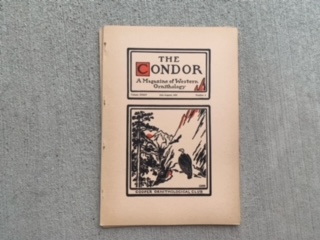 THE
CONDOR
A Magazine of Western
Ornithology
COOPER ORNITHOLOGICAL CLUB